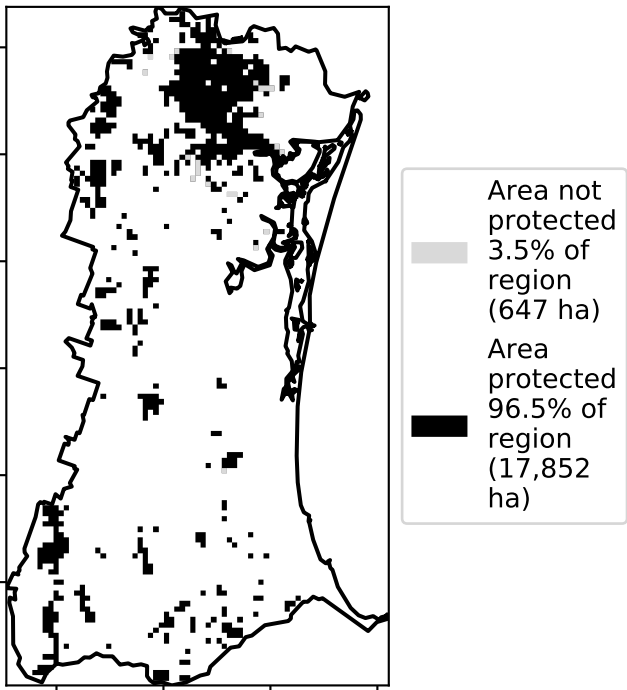 Area not
protected
3.5% of
region
(647 ha)
Area
protected
96.5% of
region
(17,852
ha)